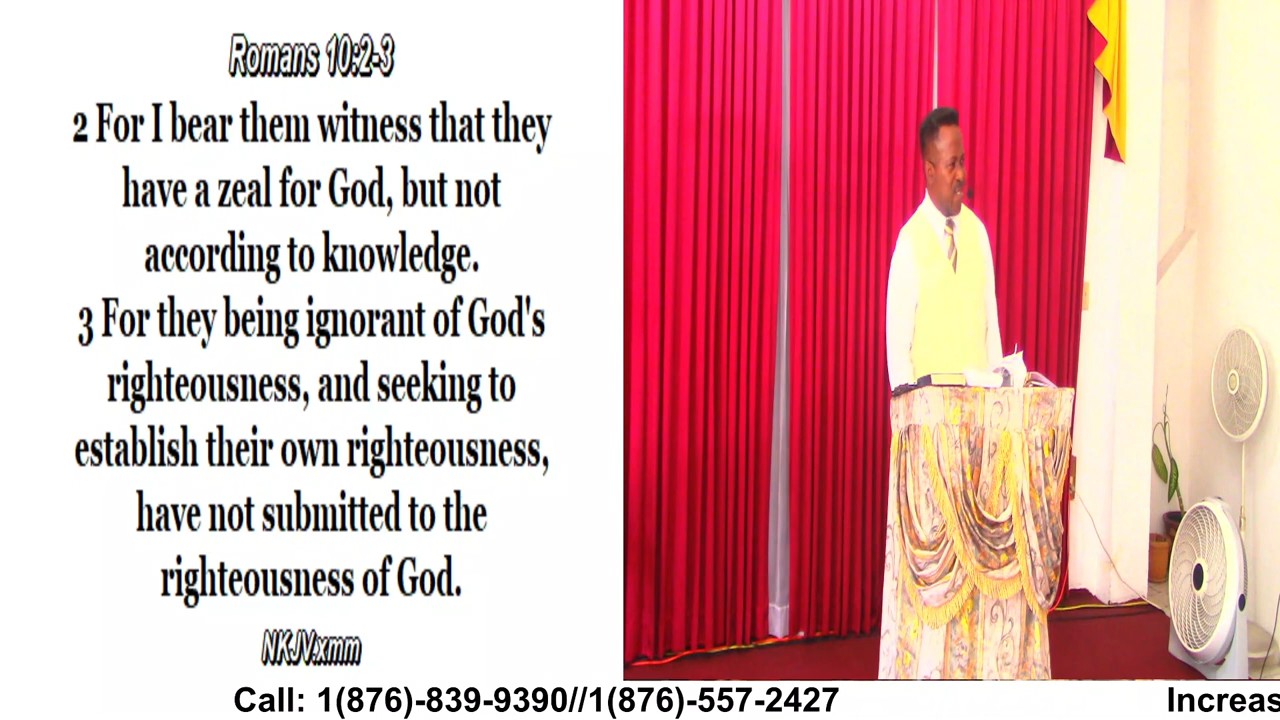 Romans 10:2-3
2 For I bear them witness that they
have a zeal for God, but not
according to knowledge.
3 For they being ignorant of God's
righteousness, and seeking to
establish their own righteousness,
have not submitted to the
righteousness of God.
NKJV.xmm
Call: 1(876)-839-9390//1(876)-557-2427
Increas